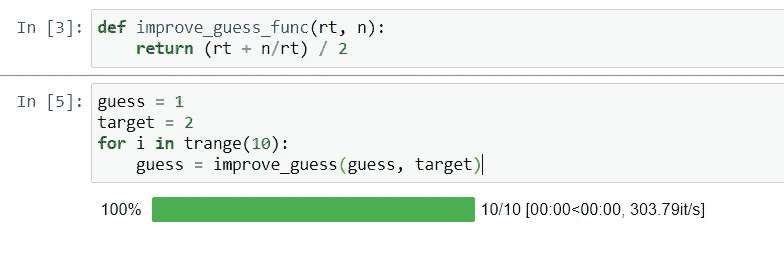 In [3]: def improve_guess_func(rt, n):
return (rt + n/rt) / 2
In [5]: guess = 1
target = 2
for i in trange(10):
guess = improve_guess(guess, target)
100% 10/10 [00:00<00:00, 303.79it/s]